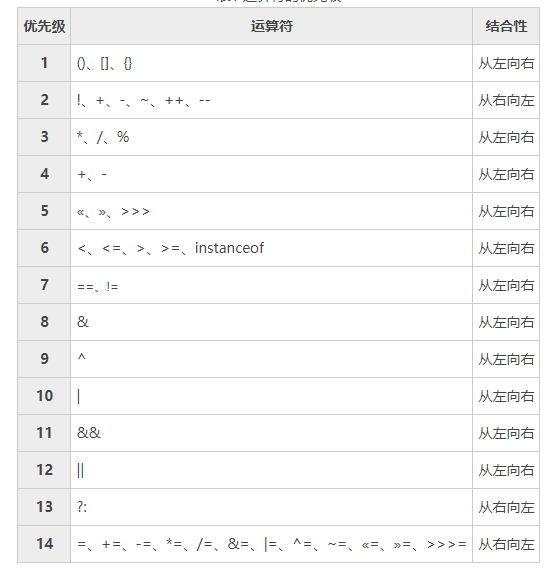 优先级 运算符 结合性
1 ()、[]、{} 从左向右
2 !、+、-、~、++、-- 从右向左
3 *、/、% 从左向右
4 +、- 从左向右
5 «、»、>>> 从左向右
6 <、<=、>、>=、instanceof 从左向右
7 ==、!= 从左向右
8 & 从左向右
9 ^ 从左向右
10 | 从左向右
11 && 从左向右
12 || 从左向右
13 ?: 从右向左
14 =、+=、-=、*=、/=、&=、|=、^=、~=、«=、»=、>>>= 从右向左